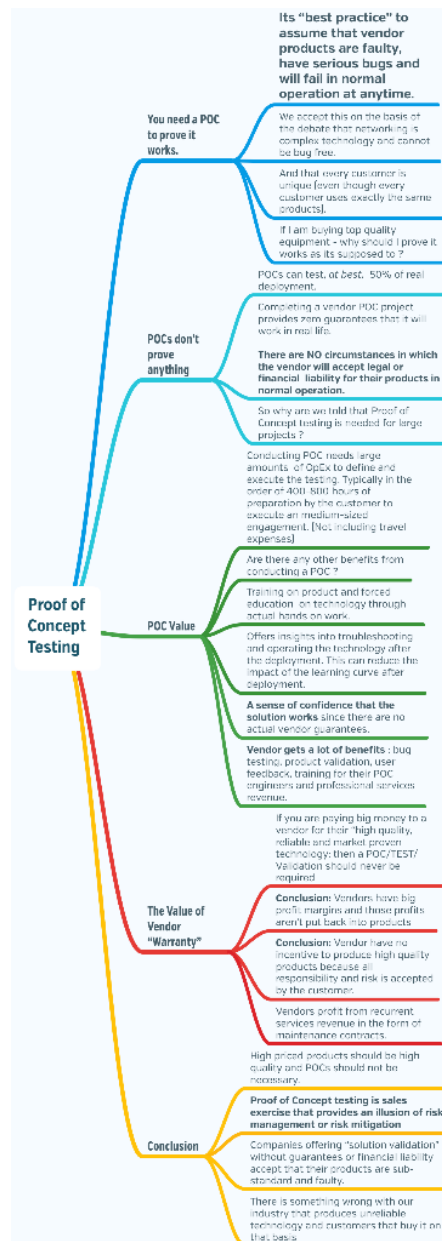 Its “best practice” to
assume that vendor
products are faulty,
have serious bugs and
will fail in normal
operation at anytime.
You need a POC
to prove it
works.
We accept this on the basis of
the debate that networking is
complex technology and cannot
be bug free.
And that every customer is
unique (even though every
customer uses exactly the same
products).
If I am buying top quality
equipment - why should I prove it
works as its supposed to ?
POCs can test, at best, 50% of real
deployment.
Completing a vendor POC project
provides zero guarantees that it will
work in real life.
POCs don't
prove
anything
There are NO circumstances in which
the vendor will accept legal or
financial liability for their products in
normal operation.
So why are we told that Proof of
Concept testing is needed for large
projects ?
Conducting POC needs large
amounts of OpEx to define and
execute the testing. Typically in the
order of 400-800 hours of
preparation by the customer to
execute an medium-sized
engagement. (Not including travel
expenses)
Are there any other benefits from
conducting a POC ?
Training on product and forced
education on technology through
actual hands on work.
Proof of
Concept
Testing
POC Value
Offers insights into troubleshooting
and operating the technology after
the deployment. This can reduce the
impact of the learning curve after
deployment.
A sense of confidence that the
solution works since there are no
actual vendor guarantees.
Vendor gets a lot of benefits : bug
testing, product validation, user
feedback, training for their POC
engineers and professional services
revenue.
If you are paying big money to a
vendor for their “high quality,
reliable and market proven
technology; then a POC/TEST/
Validation should never be
required
The Value of
Vendor
“Warranty”
Conclusion: Vendors have big
profit margins and those profits
aren't put back into products
Conclusion: Vendor have no
incentive to produce high quality
products because all
responsibility and risk is accepted
by the customer.
Vendors profit from recurrent
services revenue in the form of
maintenance contracts.
High priced products should be high
quality and POCs should not be
necessary.
Proof of Concept testing is sales
exercise that provides an illusion of risk
management or risk mitigation
Conclusion
Companies offering “solution validation”
without guarantees or financial liability
accept that their products are sub-
standard and faulty.
There is something wrong with our
industry that produces unreliable
technology and customers that buy it on
that basis